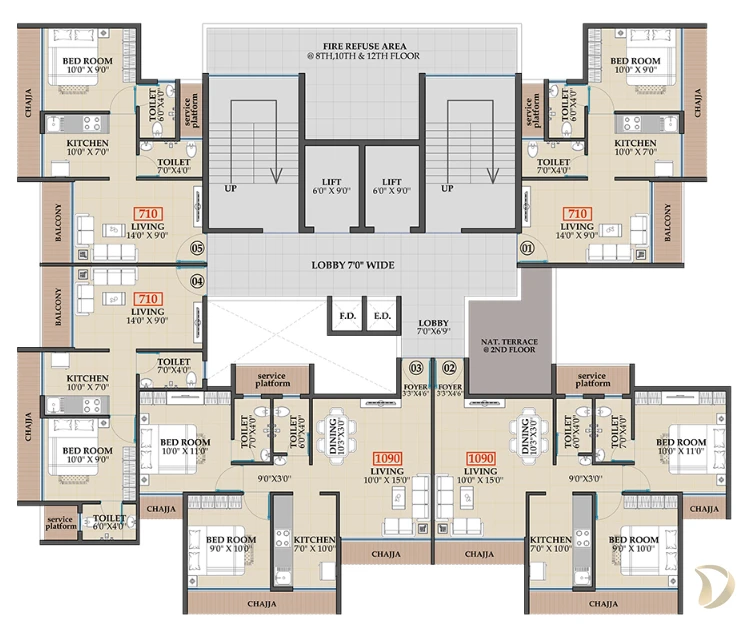 FIRE REFUSE AREA
@ 8TH,10TH & 12TH FLOOR
BED ROOM
10'0" X 9'0"
CHAJJA
TOILET
6'0"X4'0"
service
platform
KITCHEN
10'0" X 7'0"
TOILET
7'0"X4'0"
UP
LIFT
6'0" X 9'0"
LIFT
6'0" X 9'0"
UP
BED ROOM
10'0" X 9'0"
CHAJJA
service
platform
TOILET
6'0"X4'0"
KITCHEN
10'0" X 7'0"
TOILET
7'0"X4'0"
BALCONY
710
LIVING
14'0" X 9'0"
05
01
710
LIVING
14'0" X 9'0"
BALCONY
LOBBY 7'0" WIDE
04
BALCONY
710
LIVING
14'0" X 9'0"
F.D.
E.D.
LOBBY
7'0"X6'9"
NAT. TERRACE
@ 2ND FLOOR
TOILET
7'0"X4'0"
KITCHEN
10'0" X 7'0"
CHAJJA
BED ROOM
10'0" X 9'0"
service
platform
TOILET
6'0"X4'0"
service
platform
03
02
FOYER
3'3"X4'6"
FOYER
3'3"X4'6"
service
platform
BED ROOM
10'0" X 11'0"
TOILET
7'0"X4'0"
TOILET
6'0"X4'0"
DINING
10'3"X3'0"
1090
LIVING
10'0" X 15'0"
1090
LIVING
10'0" X 15'0"
DINING
10'3"X3'0"
TOILET
6'0"X4'0"
TOILET
7'0"X4'0"
BED ROOM
10'0" X 11'0"
9'0"X3'0"
9'0"X3'0"
CHAJJA
CHAJJA
BED ROOM
9'0" X 10'0"
KITCHEN
7'0" X 10'0"
CHAJJA
CHAJJA
KITCHEN
7'0" X 10'0"
BED ROOM
9'0" X 10'0"
CHAJJA
CHAJJA